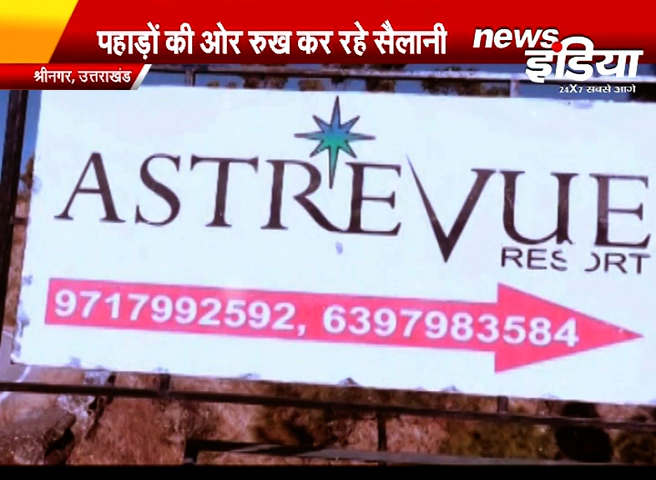 पहाड़ों की ओर रुख कर रहे सैलानी
news
इंडिया
24X7 सबसे आगे
श्रीनगर, उत्तराखंड
ASTREVUE
RESORT
9717992592, 6397983584